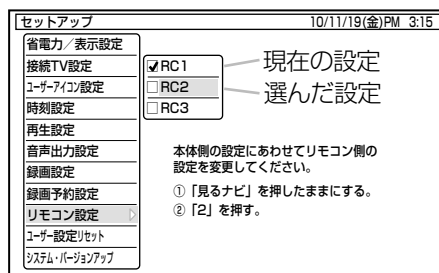 セットアップ 10/11/19(金)PM 3:15
省電力／表示設定
接続TV設定
ユーザーアイコン設定
時刻設定
再生設定
音声出力設定
録画設定
録画予約設定
リモコン設定
ユーザー設定リセット
システム・バージョンアップ
RC1
RC2
RC3
現在の設定
選んだ設定
本体側の設定にあわせてリモコン側の
設定を変更してください。
①「見るナビ」を押したままにする。
②「2」を押す。